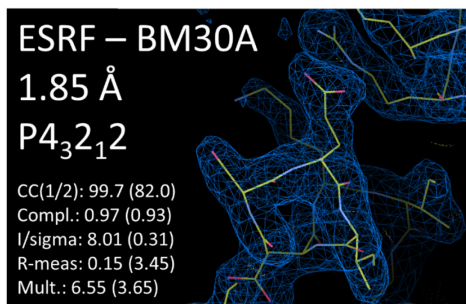 ESRF – BM30A
1.85 Å
P4₃2₁2
CC(1/2): 99.7 (82.0)
Compl.: 0.97 (0.93)
I/sigma: 8.01 (0.31)
R-meas: 0.15 (3.45)
Mult.: 6.55 (3.65)